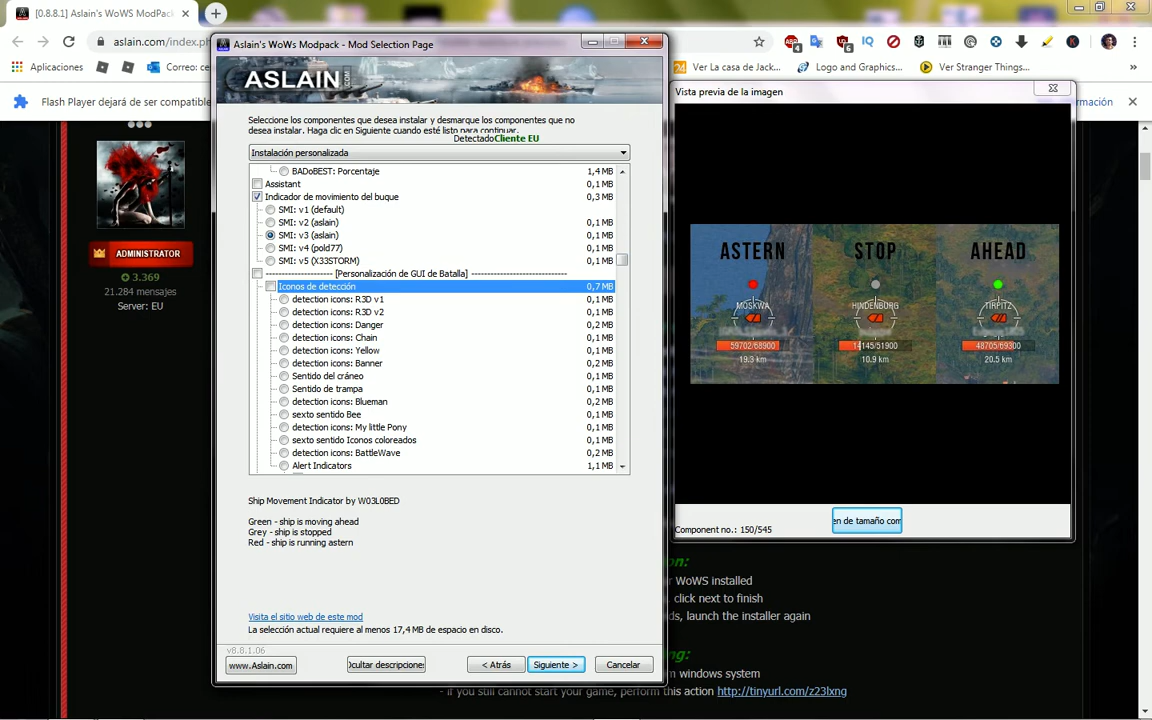 [0.8.8.1] Aslain's WoWS ModPack
aslain.com/index.ph
Aplicaciones
Correo: ce
Ver La casa de Jack...
Logo and Graphics...
Ver Stranger Things...
Flash Player dejará de ser compatible
ormación
Aslain's WoWs Modpack - Mod Selection Page
ASLAIN.COM
Seleccione los componentes que desea instalar y desmarque los componentes que no
desea instalar. Haga clic en Siguiente cuando esté listo para continuar.
DetectadoCliente EU
Instalación personalizada
BADoBEST: Porcentaje 1,4 MB
Assistant 0,1 MB
Indicador de movimiento del buque 0,3 MB
SMI: v1 (default)
SMI: v2 (aslain) 0,1 MB
SMI: v3 (aslain) 0,1 MB
SMI: v4 (pold77) 0,1 MB
SMI: v5 (X33STORM) 0,1 MB
--------------------- [Personalización de GUI de Batalla] ------------------------------
Iconos de detección 0,7 MB
detection icons: R3D v1 0,1 MB
detection icons: R3D v2 0,1 MB
detection icons: Danger 0,2 MB
detection icons: Chain 0,1 MB
detection icons: Yellow 0,1 MB
detection icons: Banner 0,2 MB
Sentido del cráneo 0,1 MB
Sentido de trampa 0,1 MB
detection icons: Blueman 0,2 MB
sexto sentido Bee 0,1 MB
detection icons: My little Pony 0,1 MB
sexto sentido Iconos coloreados 0,1 MB
detection icons: BattleWave 0,2 MB
Alert Indicators 1,1 MB
Ship Movement Indicator by W03L0BED
Green - ship is moving ahead
Grey - ship is stopped
Red - ship is running astern
Visita el sitio web de este mod
La selección actual requiere al menos 17,4 MB de espacio en disco.
v8.8.1.06
www.Aslain.com
Ocultar descripciones
< Atrás
Siguiente >
Cancelar
Vista previa de la imagen
ASTERN STOP AHEAD
MOSKWA HINDENBURG TIRPITZ
59702/68900 14145/51900 48705/69300
19.3 km 10.9 km 20.5 km
Component no.: 150/545
en de tamaño com
ADMINISTRATOR
3.369
21.284 mensajes
Server: EU
on:
WoWS installed
, click next to finish
ds, launch the installer again
ng:
m windows system
- if you still cannot start your game, perform this action http://tinyurl.com/z23lxng